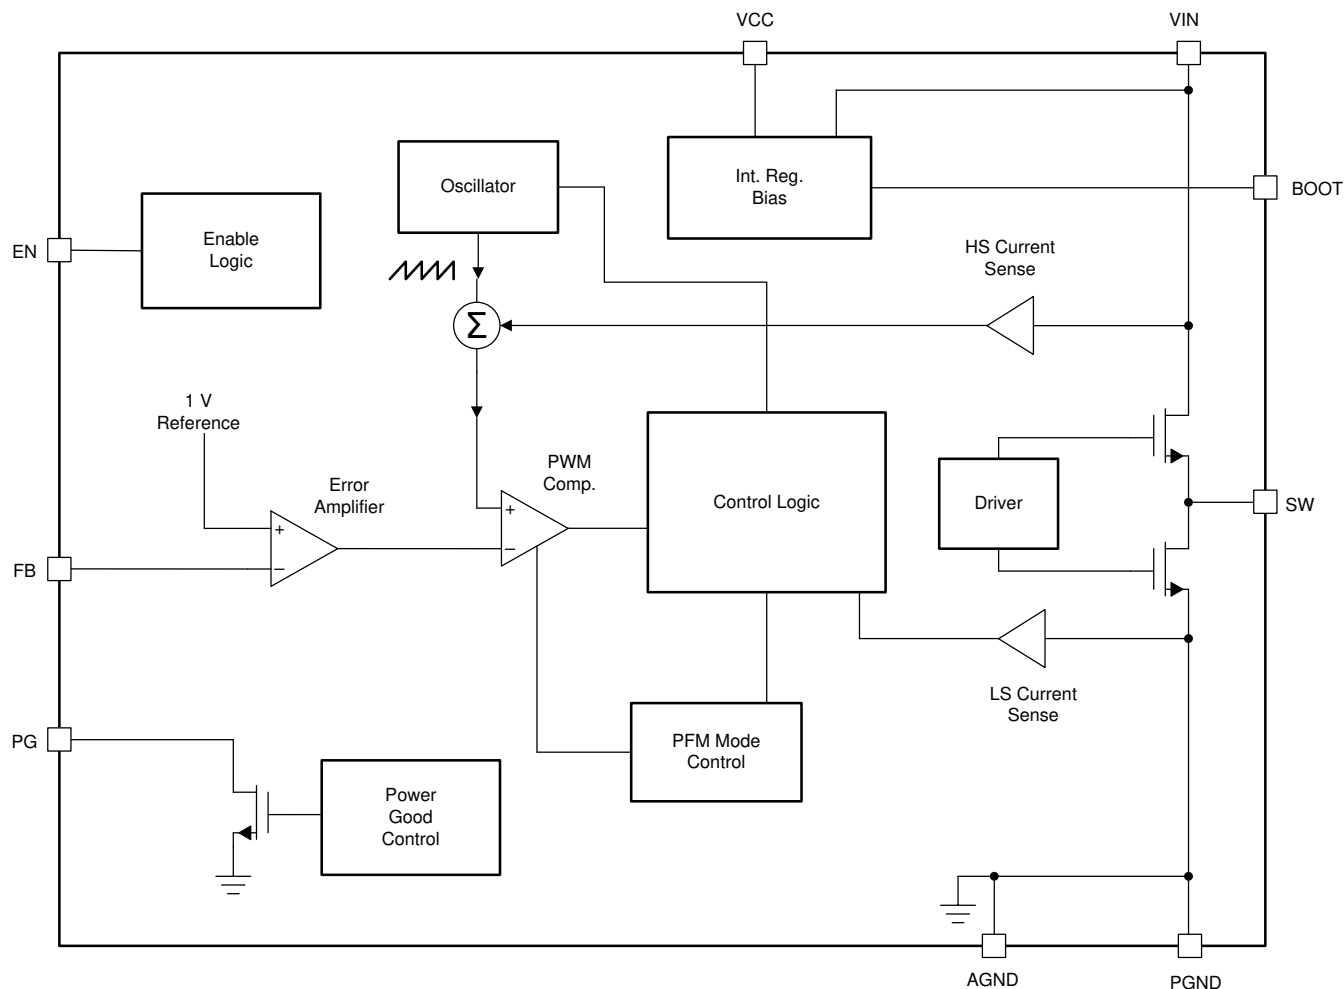 VCC
VIN
Oscillator
Int. Reg.
Bias
BOOT
EN
Enable
Logic
HS Current
Sense
Σ
1 V
Reference
PWM
Comp.
Error
Amplifier
+
−
+
−
Control Logic
Driver
SW
FB
LS Current
Sense
PG
PFM Mode
Control
Power
Good
Control
AGND
PGND